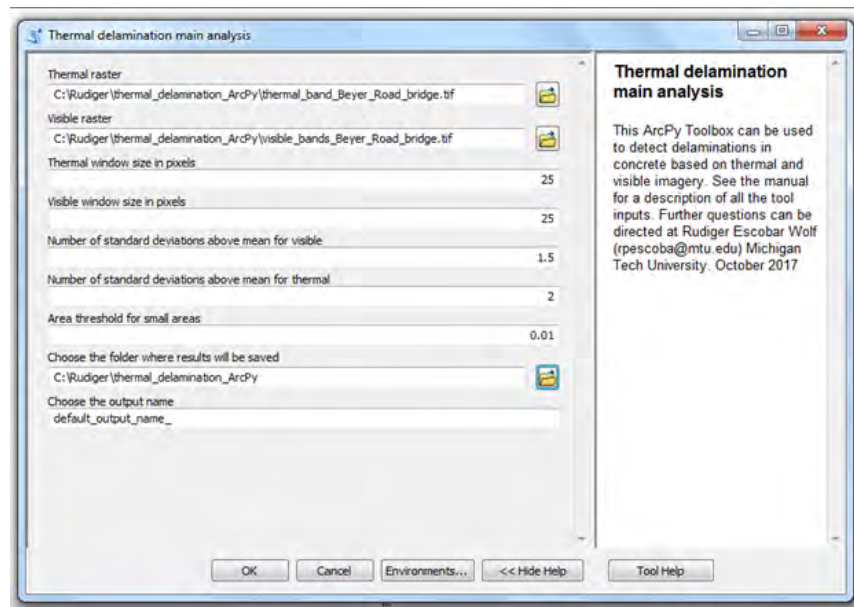 Thermal delamination main analysis
Thermal raster
C:\Rudiger\thermal_delamination_ArcPy\thermal_band_Beyer_Road_bridge.tif
Visible raster
C:\Rudiger\thermal_delamination_ArcPy\visible_bands_Beyer_Road_bridge.tif
Thermal window size in pixels
25
Visible window size in pixels
25
Number of standard deviations above mean for visible
1.5
Number of standard deviations above mean for thermal
2
Area threshold for small areas
0.01
Choose the folder where results will be saved
C:\Rudiger\thermal_delamination_ArcPy
Choose the output name
default_output_name_
Thermal delamination
main analysis
This ArcPy Toolbox can be used
to detect delaminations in
concrete based on thermal and
visible imagery. See the manual
for a description of all the tool
inputs. Further questions can be
directed at Rudiger Escobar Wolf
(rpescoba@mtu.edu) Michigan
Tech University. October 2017
OK
Cancel
Environments...
<< Hide Help
Tool Help